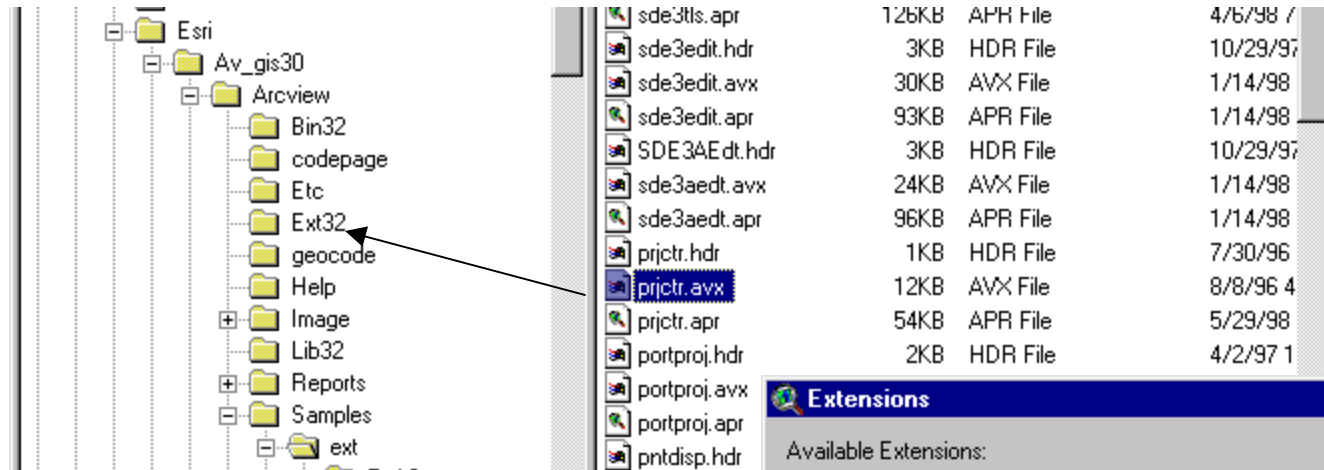 Esri
Av_gis30
Arcview
Bin32
codepage
Etc
Ext32
geocode
Help
Image
Lib32
Reports
Samples
ext
sde3tls.apr 126KB APR File 4/6/98 7
sde3edit.hdr 3KB HDR File 10/29/97
sde3edit.avx 30KB AVX File 1/14/98
sde3edit.apr 93KB APR File 1/14/98
SDE3AEdt.hdr 3KB HDR File 10/29/97
sde3aedt.avx 24KB AVX File 1/14/98
sde3aedt.apr 96KB APR File 1/14/98
prjctr.hdr 1KB HDR File 7/30/96
prjctr.avx 12KB AVX File 8/8/96 4
prjctr.apr 54KB APR File 5/29/98
portproj.hdr 2KB HDR File 4/2/97 1
portproj.avx
portproj.apr
pntdisp.hdr
Extensions
Available Extensions: